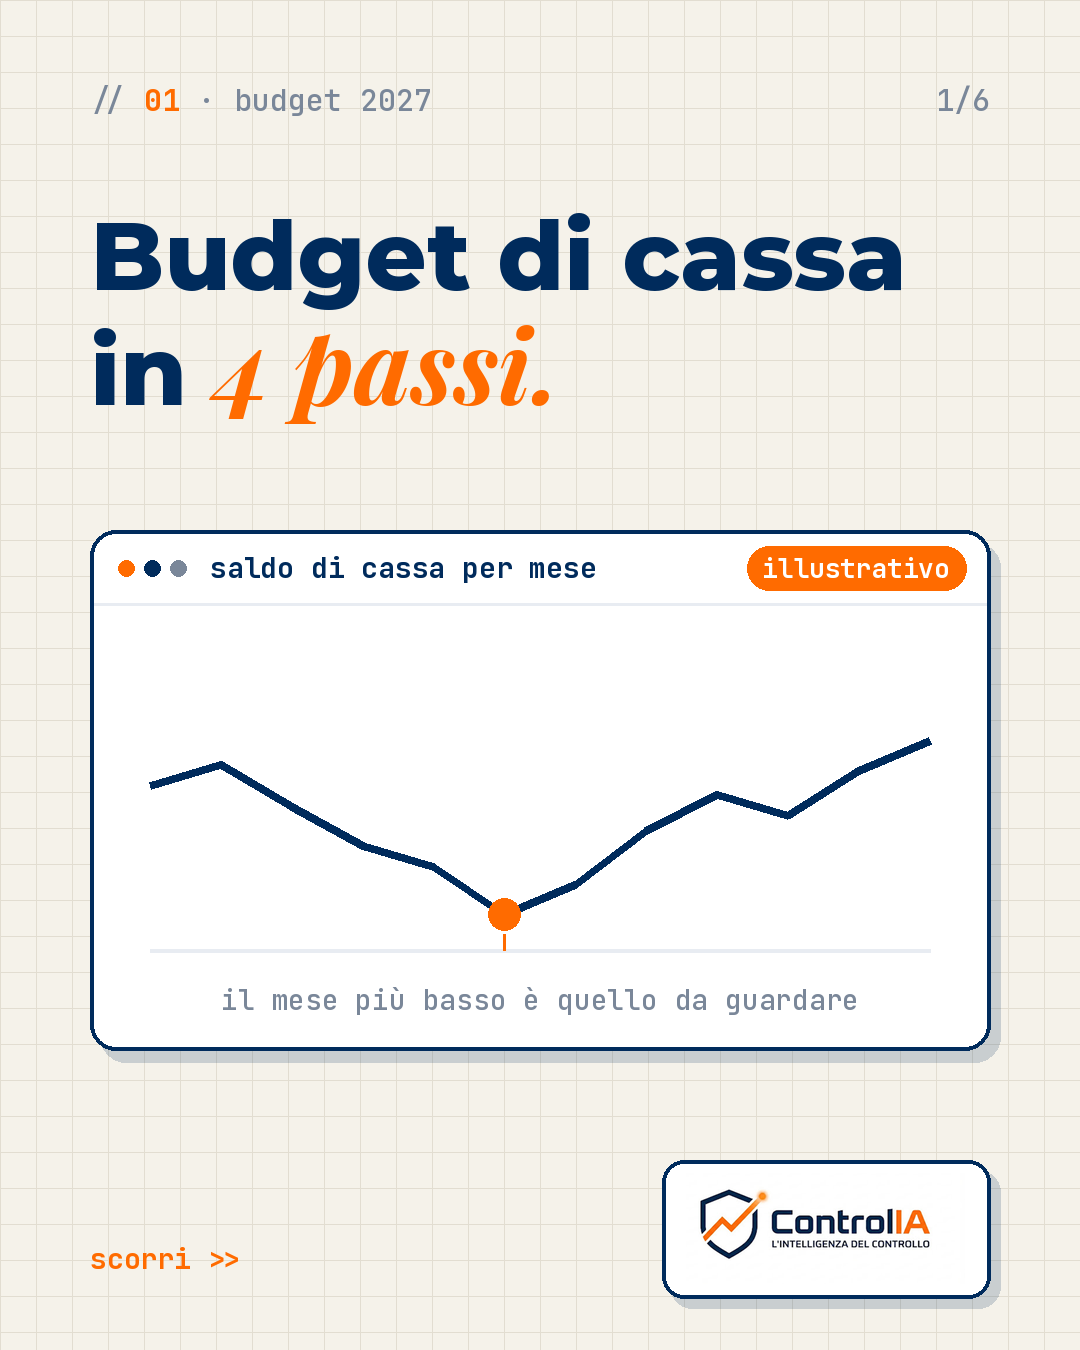 // 01 · budget 2027
1/6
Budget di cassa
in 4 passi.
saldo di cassa per mese
illustrativo
il mese più basso è quello da guardare
scorri >>
ControlIA
L'INTELLIGENZA DEL CONTROLLO